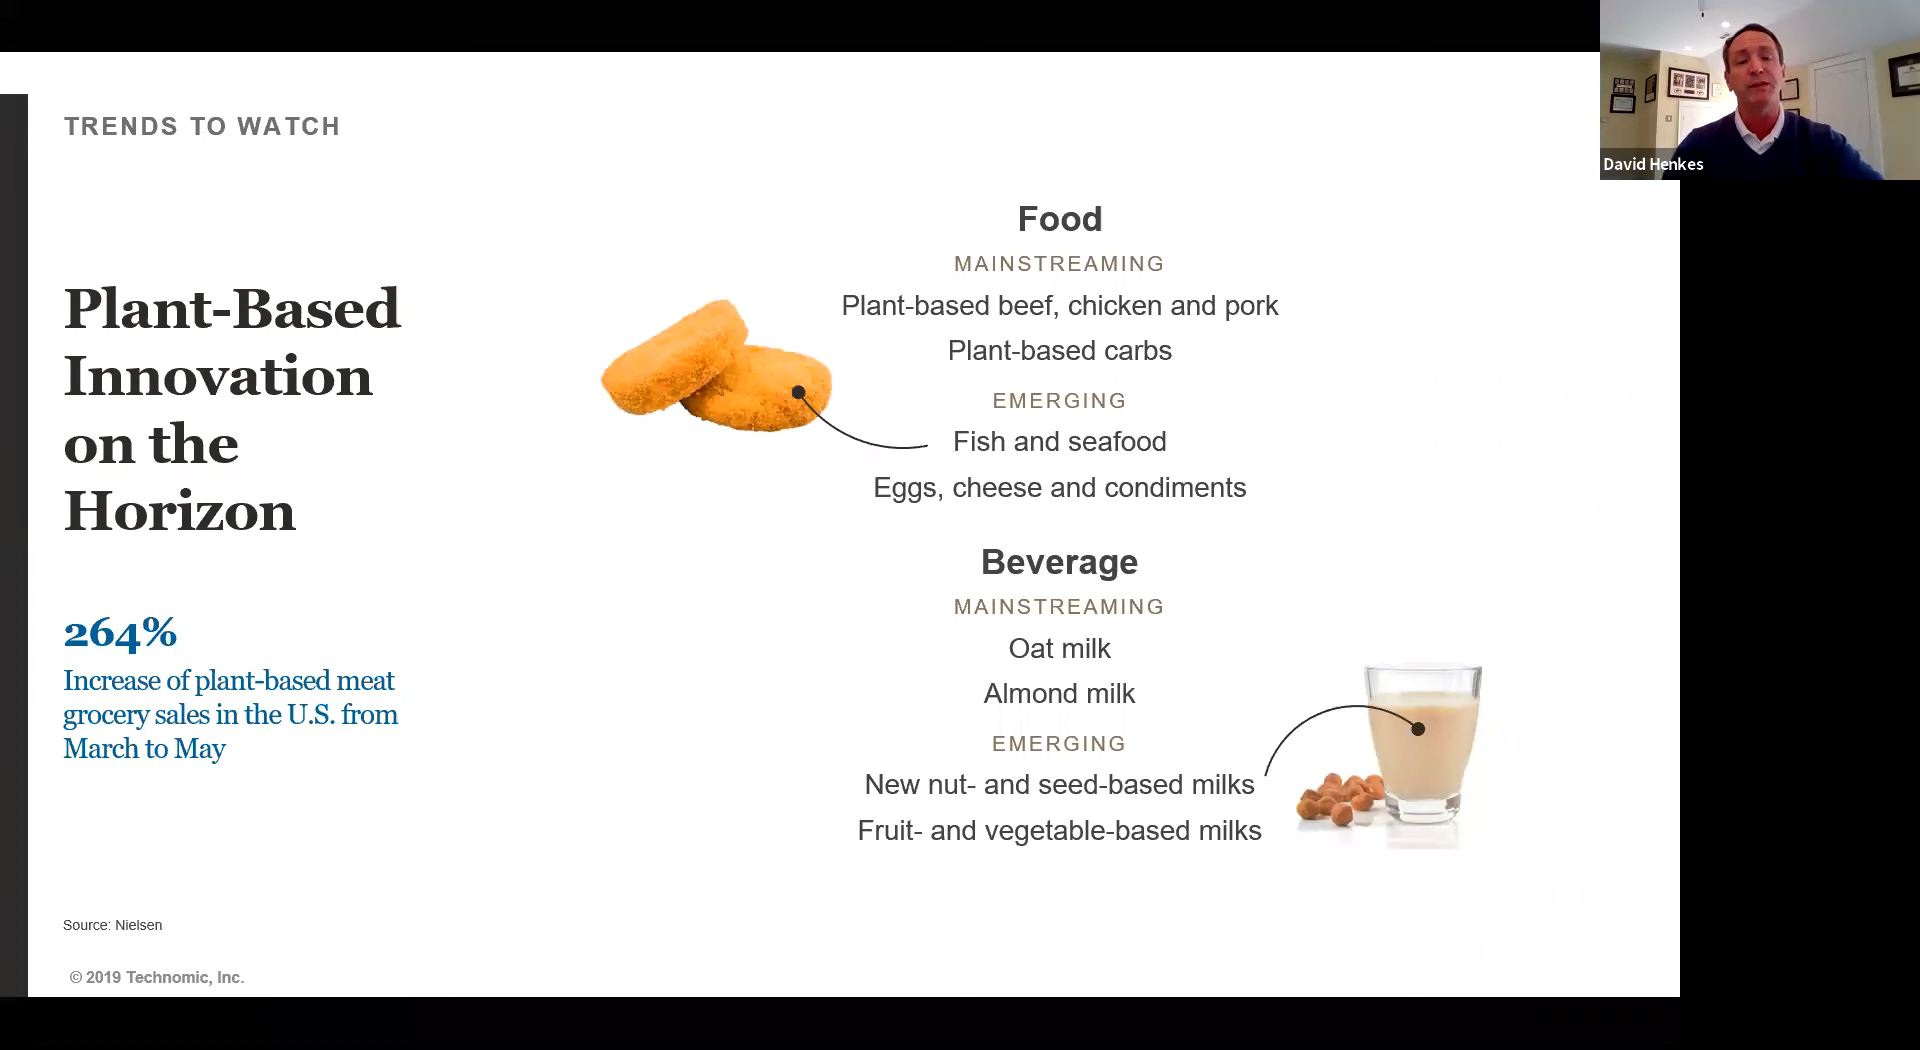 TRENDS TO WATCH
Plant-Based
Innovation
on the
Horizon
264%
Increase of plant-based meat
grocery sales in the U.S. from
March to May
Source: Nielsen
© 2019 Technomic, Inc.
Food
MAINSTREAMING
Plant-based beef, chicken and pork
Plant-based carbs
EMERGING
Fish and seafood
Eggs, cheese and condiments
Beverage
MAINSTREAMING
Oat milk
Almond milk
EMERGING
New nut- and seed-based milks
Fruit- and vegetable-based milks
David Henkes